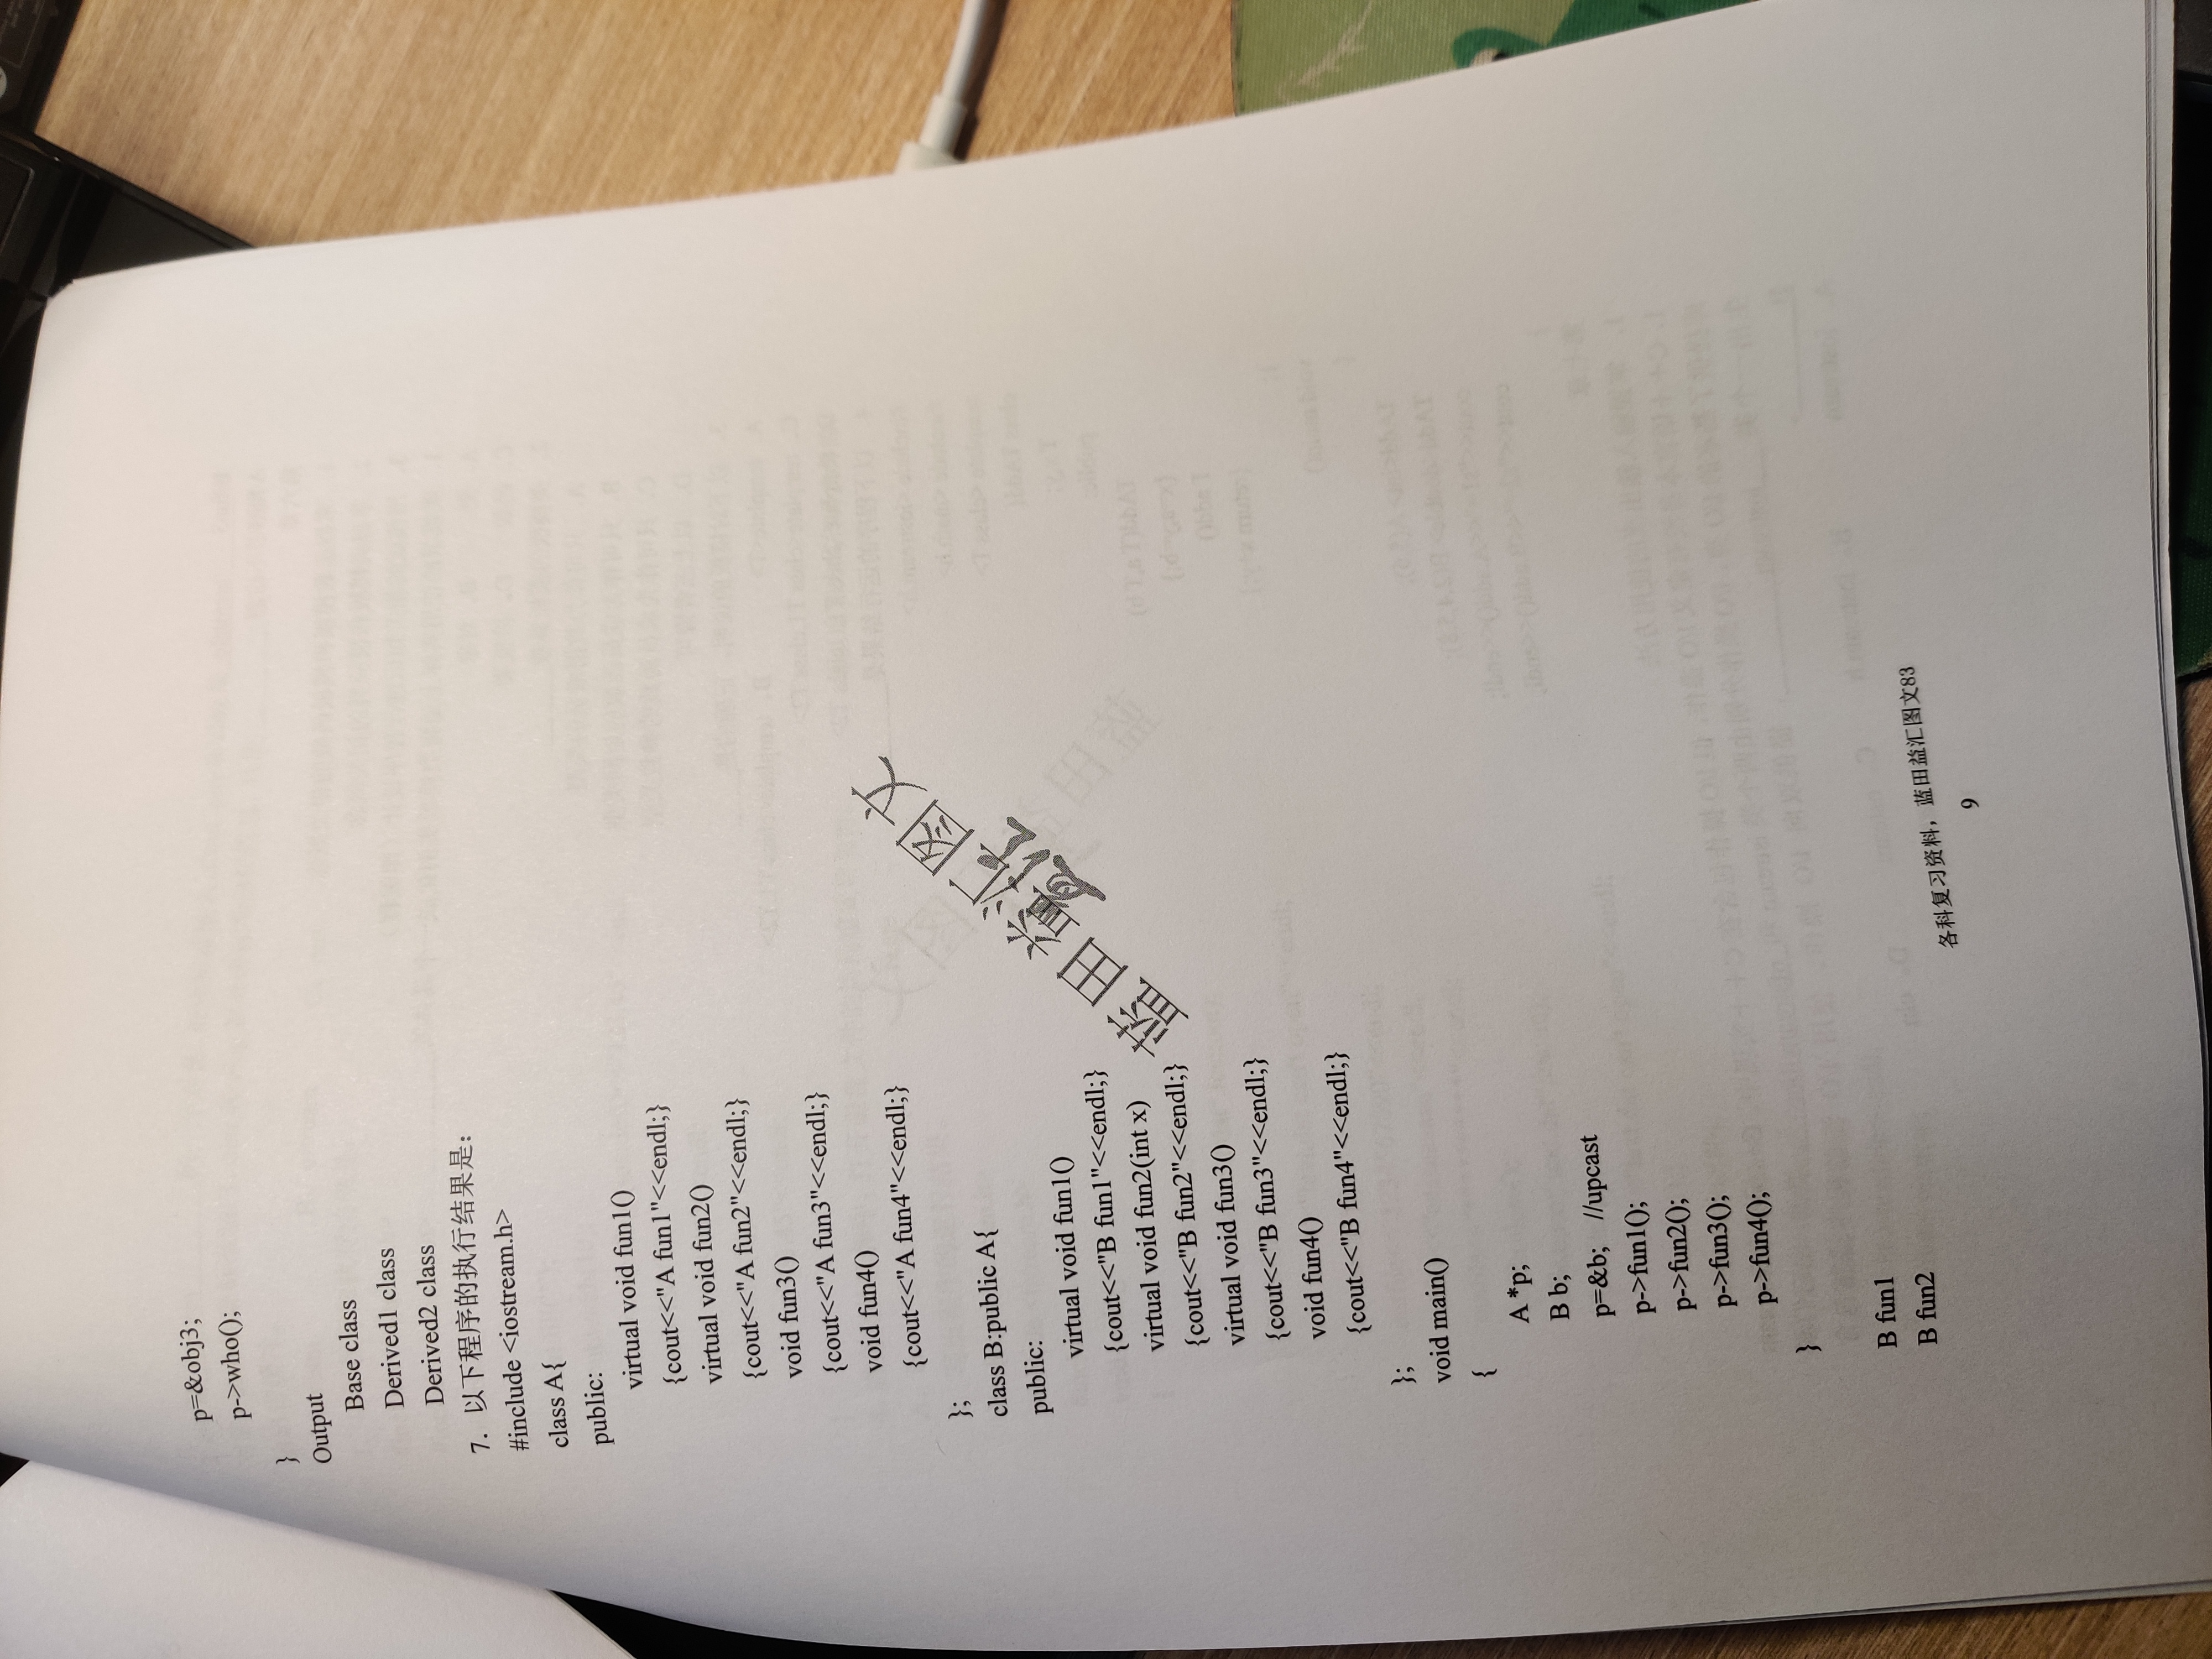 p=&obj3;
p->who();
}
Output
Base class
Derived1 class
Derived2 class
7. 以下程序的执行结果是：
#include <iostream.h>
class A{
public:
virtual void fun1()
{cout<<"A fun1"<<endl;}
virtual void fun2()
{cout<<"A fun2"<<endl;}
void fun3()
{cout<<"A fun3"<<endl;}
void fun4()
{cout<<"A fun4"<<endl;}
};
class B:public A{
public:
virtual void fun1()
{cout<<"B fun1"<<endl;}
virtual void fun2(int x)
{cout<<"B fun2"<<endl;}
virtual void fun3()
{cout<<"B fun3"<<endl;}
void fun4()
{cout<<"B fun4"<<endl;}
};
void main()
{
A *p;
B b;
p=&b; //upcast
p->fun1();
p->fun2();
p->fun3();
p->fun4();
}
B fun1
B fun2
蓝田益汇图文
益汇
各科复习资料，蓝田益汇图文83
9